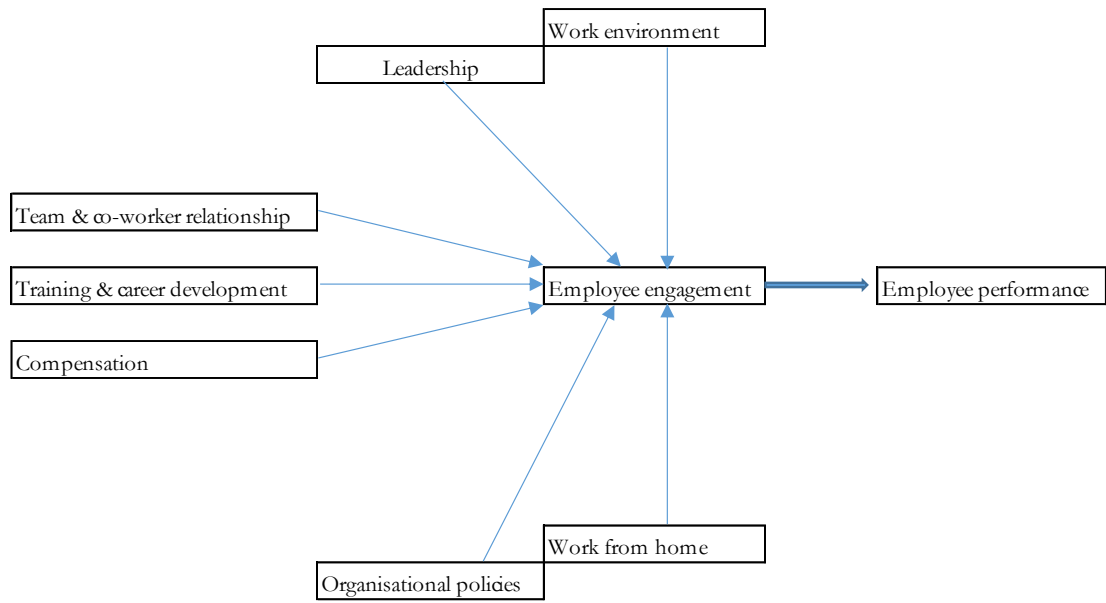 Work environment
Leadership
Team & co-worker relationship
Training & career development
Employee engagement
Employee performance
Compensation
Work from home
Organisational policies